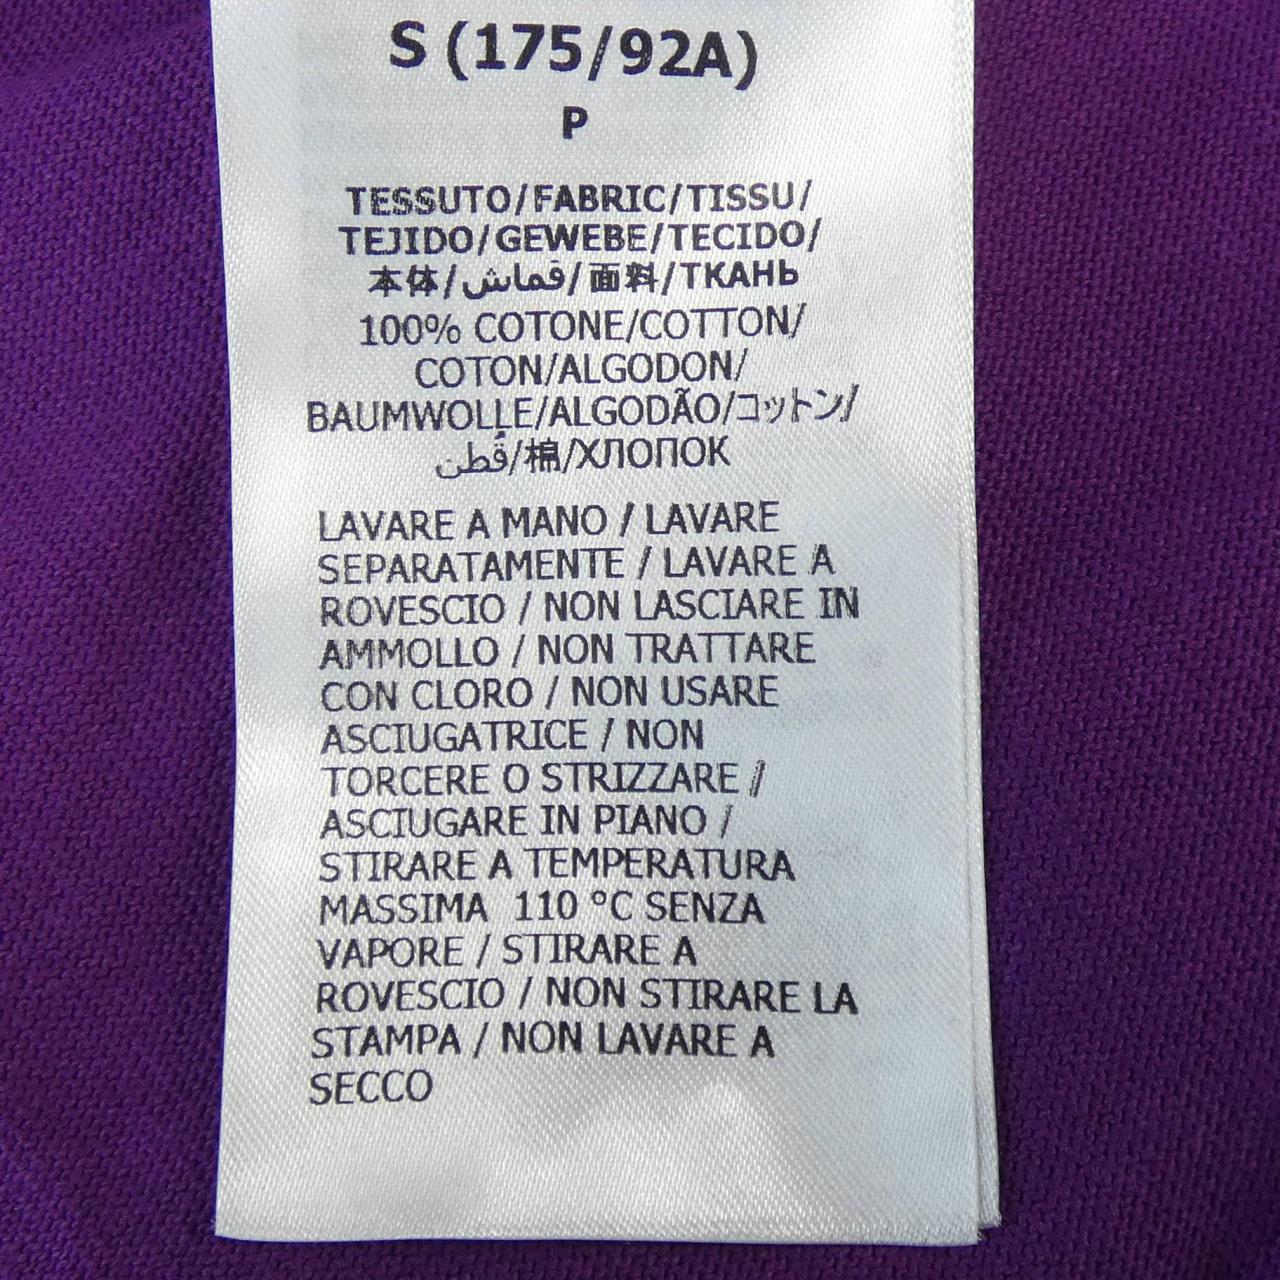 S (175/92A)
P
TESSUTO/FABRIC/TISSU/
TEJIDO/GEWEBE/TECIDO/
本体/قماش/面料/ТКАНЬ
100% COTONE/COTTON/
COTON/ALGODON/
BAUMWOLLE/ALGODÃO/コットン/
قُطن/棉/ХЛОПОК
LAVARE A MANO / LAVARE
SEPARATAMENTE / LAVARE A
ROVESCIO / NON LASCIARE IN
AMMOLLO / NON TRATTARE
CON CLORO / NON USARE
ASCIUGATRICE / NON
TORCERE O STRIZZARE /
ASCIUGARE IN PIANO /
STIRARE A TEMPERATURA
MASSIMA 110 °C SENZA
VAPORE / STIRARE A
ROVESCIO / NON STIRARE LA
STAMPA / NON LAVARE A
SECCO